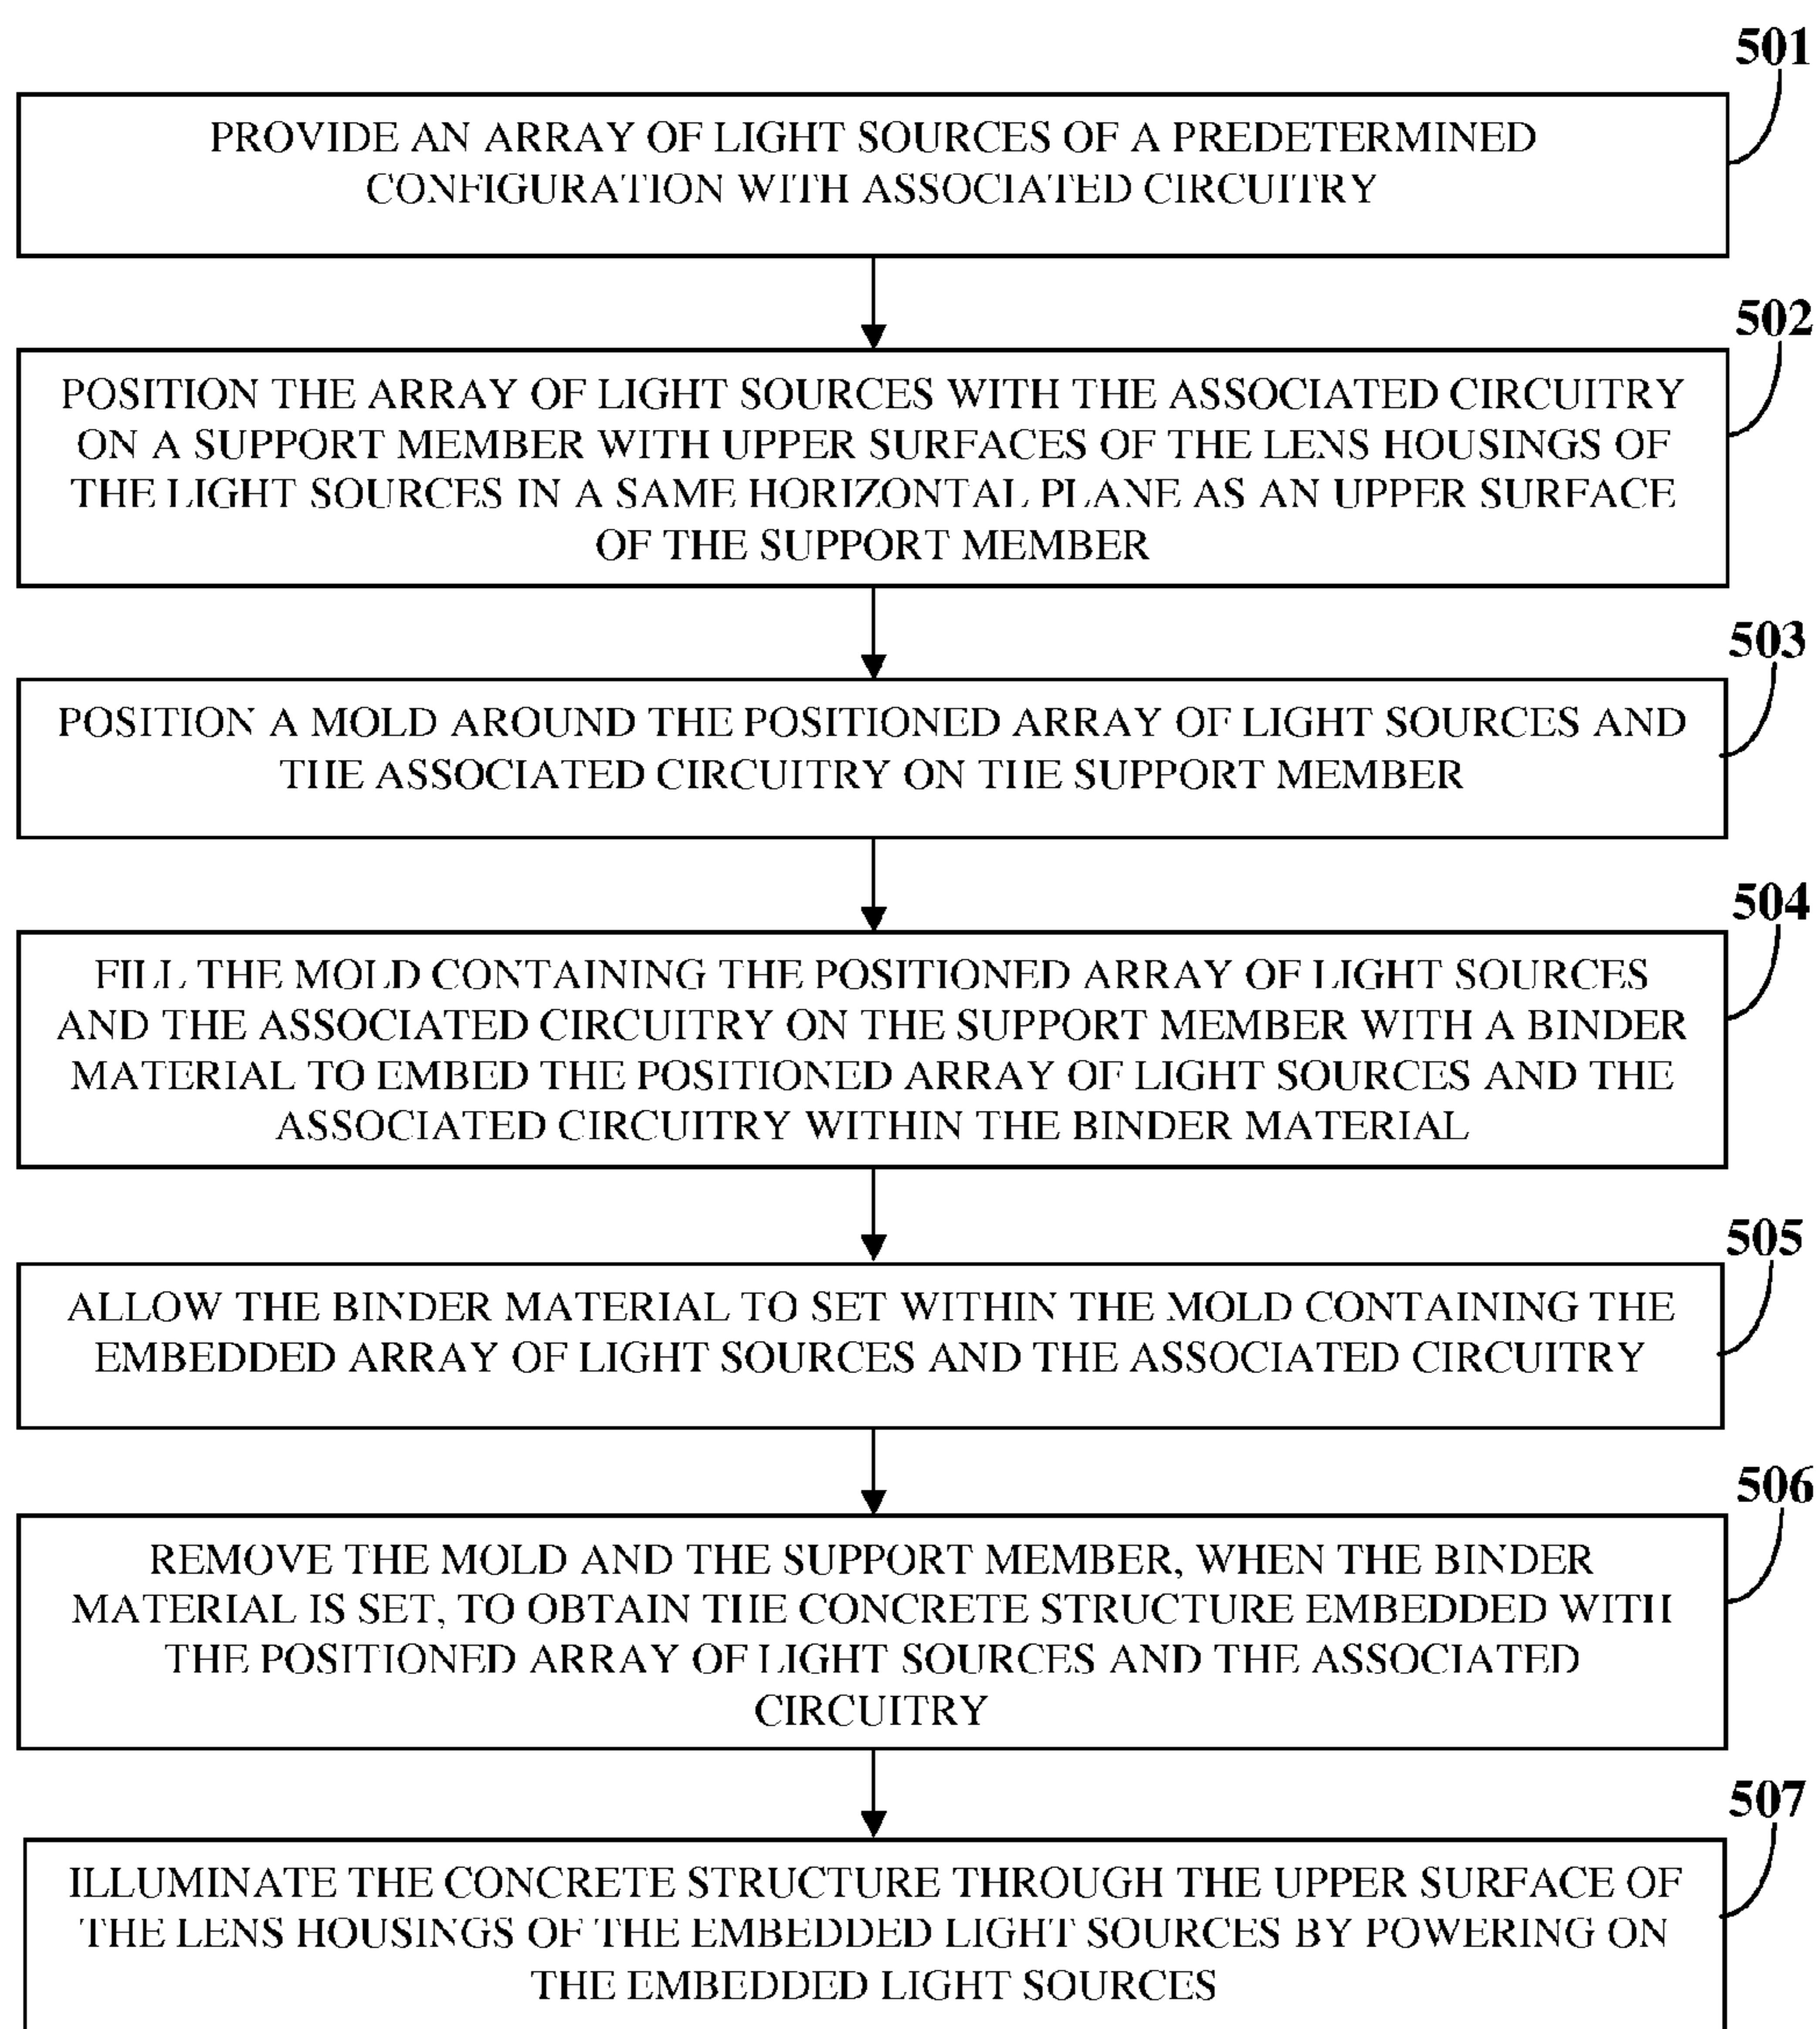 501
PROVIDE AN ARRAY OF LIGHT SOURCES OF A PREDETERMINED
CONFIGURATION WITH ASSOCIATED CIRCUITRY
502
POSITION THE ARRAY OF LIGHT SOURCES WITH THE ASSOCIATED CIRCUITRY
ON A SUPPORT MEMBER WITH UPPER SURFACES OF THE LENS HOUSINGS OF
THE LIGHT SOURCES IN A SAME HORIZONTAL PLANE AS AN UPPER SURFACE
OF THE SUPPORT MEMBER
503
POSITION A MOLD AROUND THE POSITIONED ARRAY OF LIGHT SOURCES AND
THE ASSOCIATED CIRCUITRY ON THE SUPPORT MEMBER
504
FILL THE MOLD CONTAINING THE POSITIONED ARRAY OF LIGHT SOURCES
AND THE ASSOCIATED CIRCUITRY ON THE SUPPORT MEMBER WITH A BINDER
MATERIAL TO EMBED THE POSITIONED ARRAY OF LIGHT SOURCES AND THE
ASSOCIATED CIRCUITRY WITHIN THE BINDER MATERIAL
505
ALLOW THE BINDER MATERIAL TO SET WITHIN THE MOLD CONTAINING THE
EMBEDDED ARRAY OF LIGHT SOURCES AND THE ASSOCIATED CIRCUITRY
506
REMOVE THE MOLD AND THE SUPPORT MEMBER, WHEN THE BINDER
MATERIAL IS SET, TO OBTAIN THE CONCRETE STRUCTURE EMBEDDED WITH
THE POSITIONED ARRAY OF LIGHT SOURCES AND THE ASSOCIATED
CIRCUITRY
507
ILLUMINATE THE CONCRETE STRUCTURE THROUGH THE UPPER SURFACE OF
THE LENS HOUSINGS OF THE EMBEDDED LIGHT SOURCES BY POWERING ON
THE EMBEDDED LIGHT SOURCES